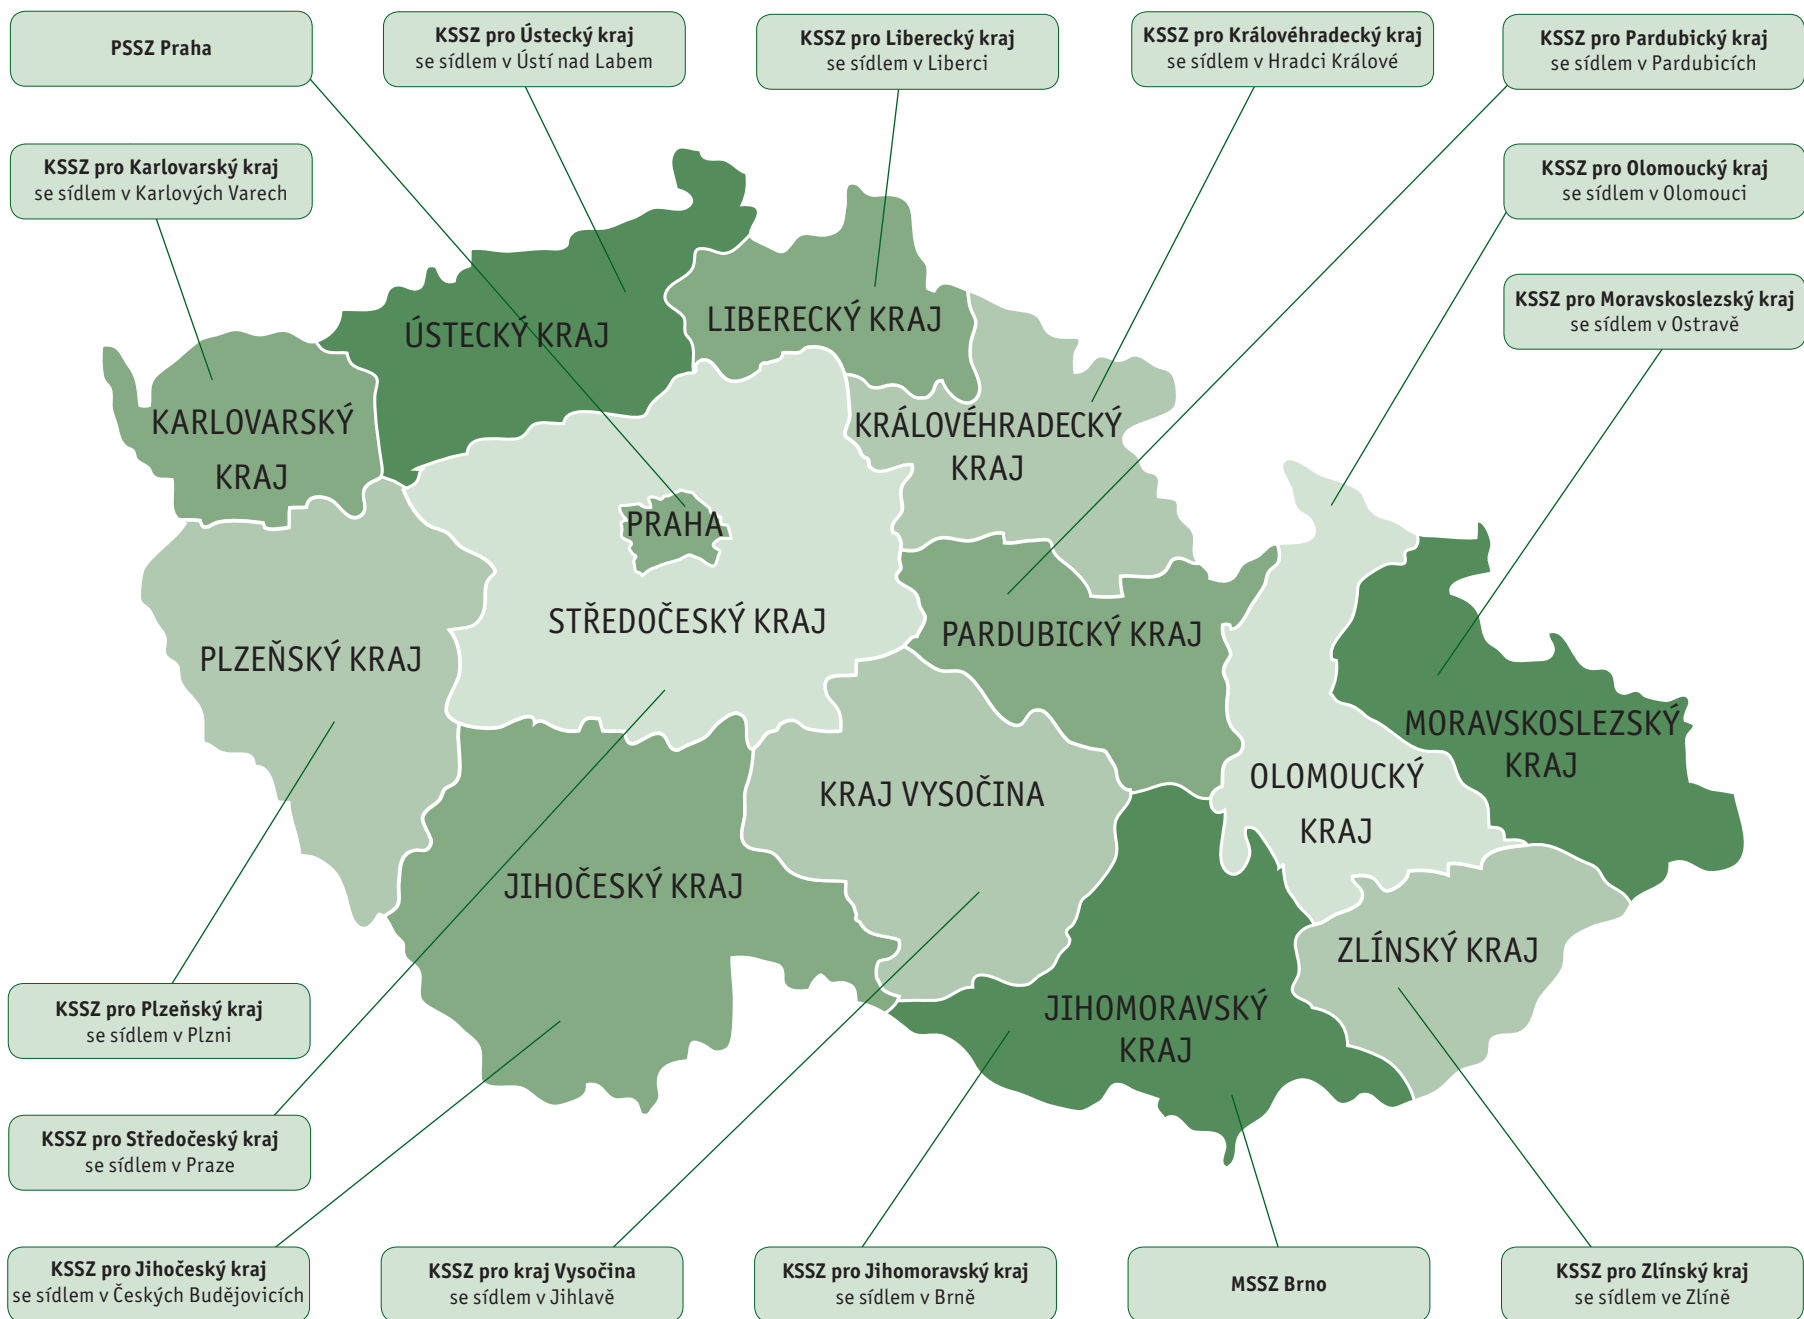 PSSZ Praha
KSSZ pro Ústecký kraj
se sídlem v Ústí nad Labem
KSSZ pro Liberecký kraj
se sídlem v Liberci
KSSZ pro Královéhradecký kraj
se sídlem v Hradci Králové
KSSZ pro Pardubický kraj
se sídlem v Pardubicích
KSSZ pro Karlovarský kraj
se sídlem v Karlových Varech
KSSZ pro Olomoucký kraj
se sídlem v Olomouci
KSSZ pro Moravskoslezský kraj
se sídlem v Ostravě
ÚSTECKÝ KRAJ
LIBERECKÝ KRAJ
KARLOVARSKÝ
KRAJ
KRÁLOVÉHRADECKÝ
KRAJ
PRAHA
STŘEDOČESKÝ KRAJ
PARDUBICKÝ KRAJ
PLZEŇSKÝ KRAJ
MORAVSKOSLEZSKÝ
KRAJ
OLOMOUCKÝ
KRAJ
KRAJ VYSOČINA
JIHOČESKÝ KRAJ
ZLÍNSKÝ KRAJ
JIHOMORAVSKÝ
KRAJ
KSSZ pro Plzeňský kraj
se sídlem v Plzni
KSSZ pro Středočeský kraj
se sídlem v Praze
KSSZ pro Jihočeský kraj
se sídlem v Českých Budějovicích
KSSZ pro kraj Vysočina
se sídlem v Jihlavě
KSSZ pro Jihomoravský kraj
se sídlem v Brně
MSSZ Brno
KSSZ pro Zlínský kraj
se sídlem ve Zlíně